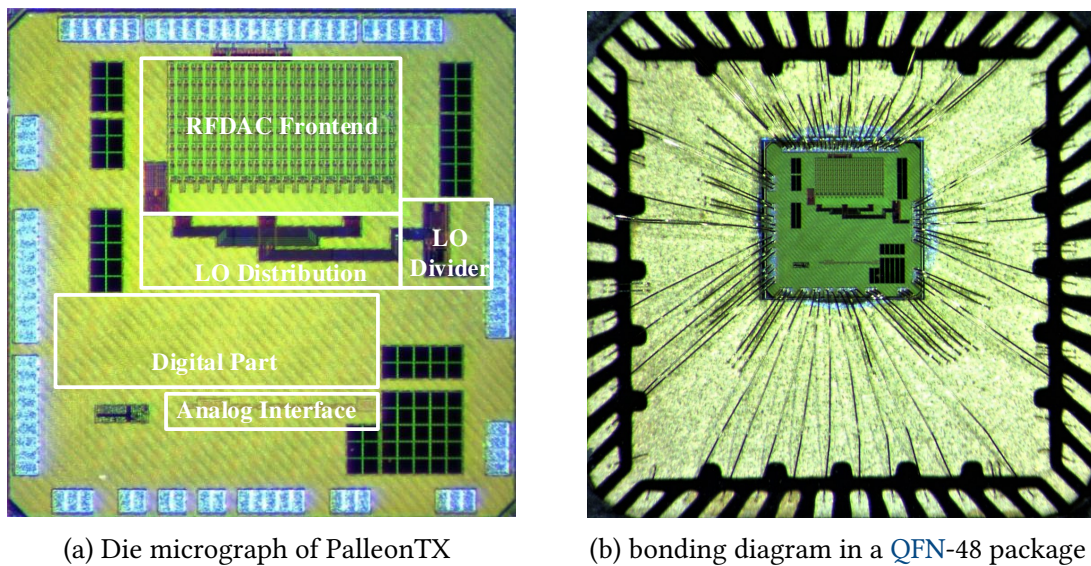 RFDAC Frontend
LO Distribution
LO
Divider
Digital Part
Analog Interface
(a) Die micrograph of PalleonTX
(b) bonding diagram in a QFN-48 package